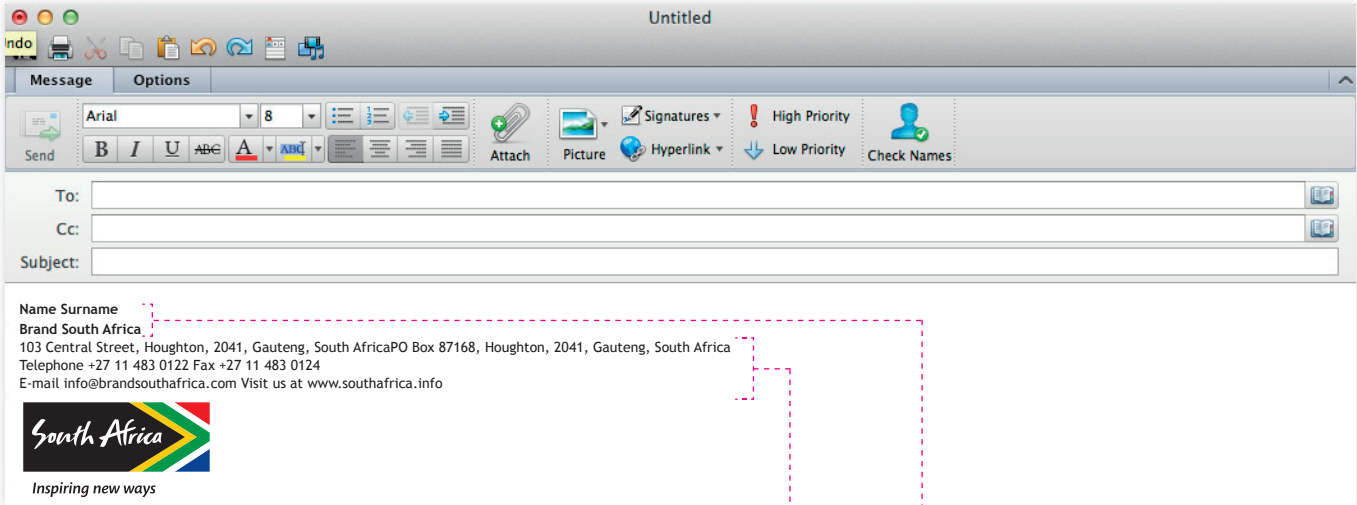 Untitled
ndo
Message Options
Arial 8 Signatures High Priority
B I U ABC A ABC Hyperlink Low Priority
Send Attach Picture Check Names
To:
Cc:
Subject:
Name Surname
Brand South Africa
103 Central Street, Houghton, 2041, Gauteng, South AfricaPO Box 87168, Houghton, 2041, Gauteng, South Africa
Telephone +27 11 483 0122 Fax +27 11 483 0124
E-mail info@brandsouthafrica.com Visit us at www.southafrica.info
South Africa
Inspiring new ways